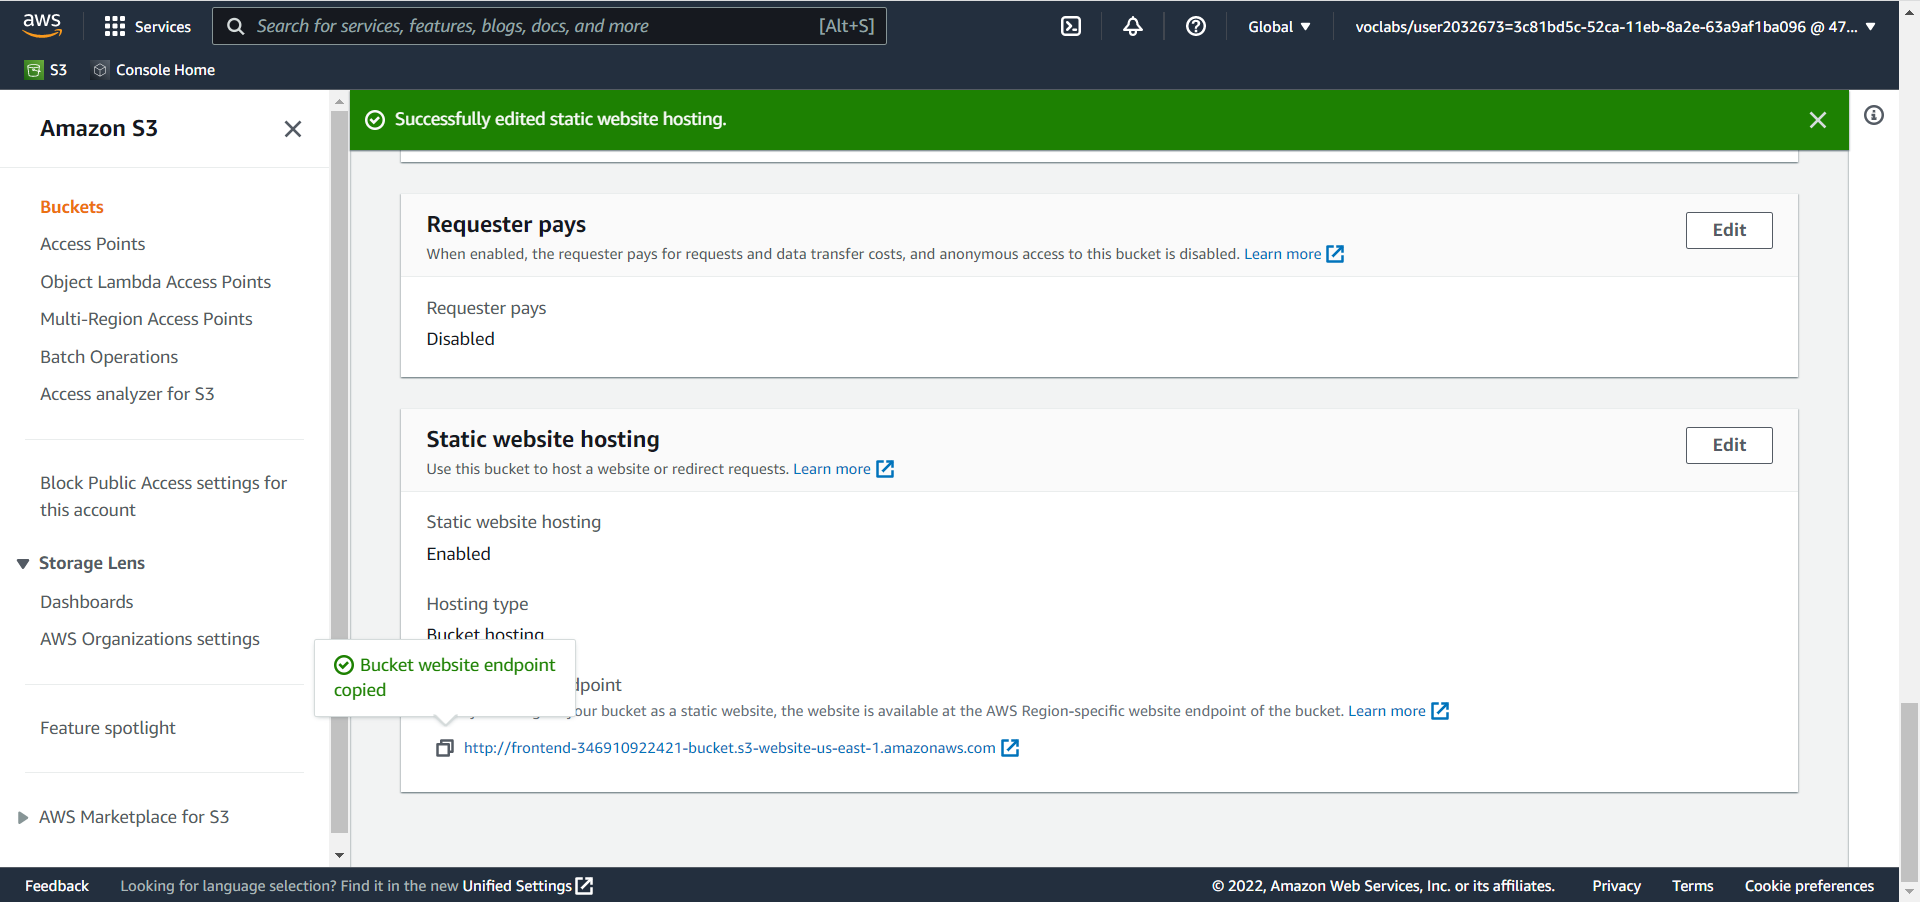 aws
Services
Search for services, features, blogs, docs, and more
[Alt+S]
Global
voclabs/user2032673=3c81bd5c-52ca-11eb-8a2e-63a9af1ba096 @ 47...
S3
Console Home
Amazon S3
Buckets
Access Points
Object Lambda Access Points
Multi-Region Access Points
Batch Operations
Access analyzer for S3
Block Public Access settings for
this account
Storage Lens
Dashboards
AWS Organizations settings
Feature spotlight
AWS Marketplace for S3
Successfully edited static website hosting.
Requester pays
Edit
When enabled, the requester pays for requests and data transfer costs, and anonymous access to this bucket is disabled. Learn more
Requester pays
Disabled
Static website hosting
Edit
Use this bucket to host a website or redirect requests. Learn more
Static website hosting
Enabled
Hosting type
Bucket hosting
Bucket website endpoint
copied
your bucket as a static website, the website is available at the AWS Region-specific website endpoint of the bucket. Learn more
http://frontend-346910922421-bucket.s3-website-us-east-1.amazonaws.com
Feedback
Looking for language selection? Find it in the new Unified Settings
© 2022, Amazon Web Services, Inc. or its affiliates.
Privacy
Terms
Cookie preferences